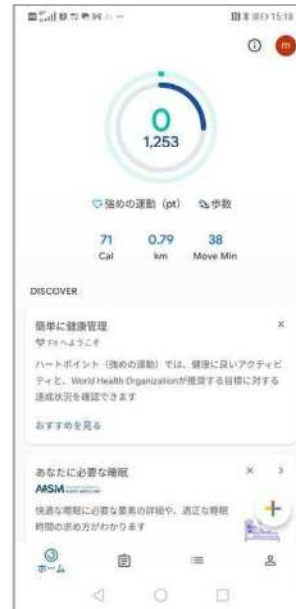 15:18
m
0
1,253
強めの運動 (pt) 歩数
71 0.79 38
Cal km Move Min
DISCOVER
簡単に健康管理
Fit へようこそ
ハートポイント（強めの運動）では、健康に良いアクティビ
ティと、World Health Organizationが推奨する目標に対する
達成状況を確認できます
おすすめを見る
あなたに必要な睡眠
快適な睡眠に必要な要素の詳細や、適正な睡眠
時間の求め方がわかります
ホーム